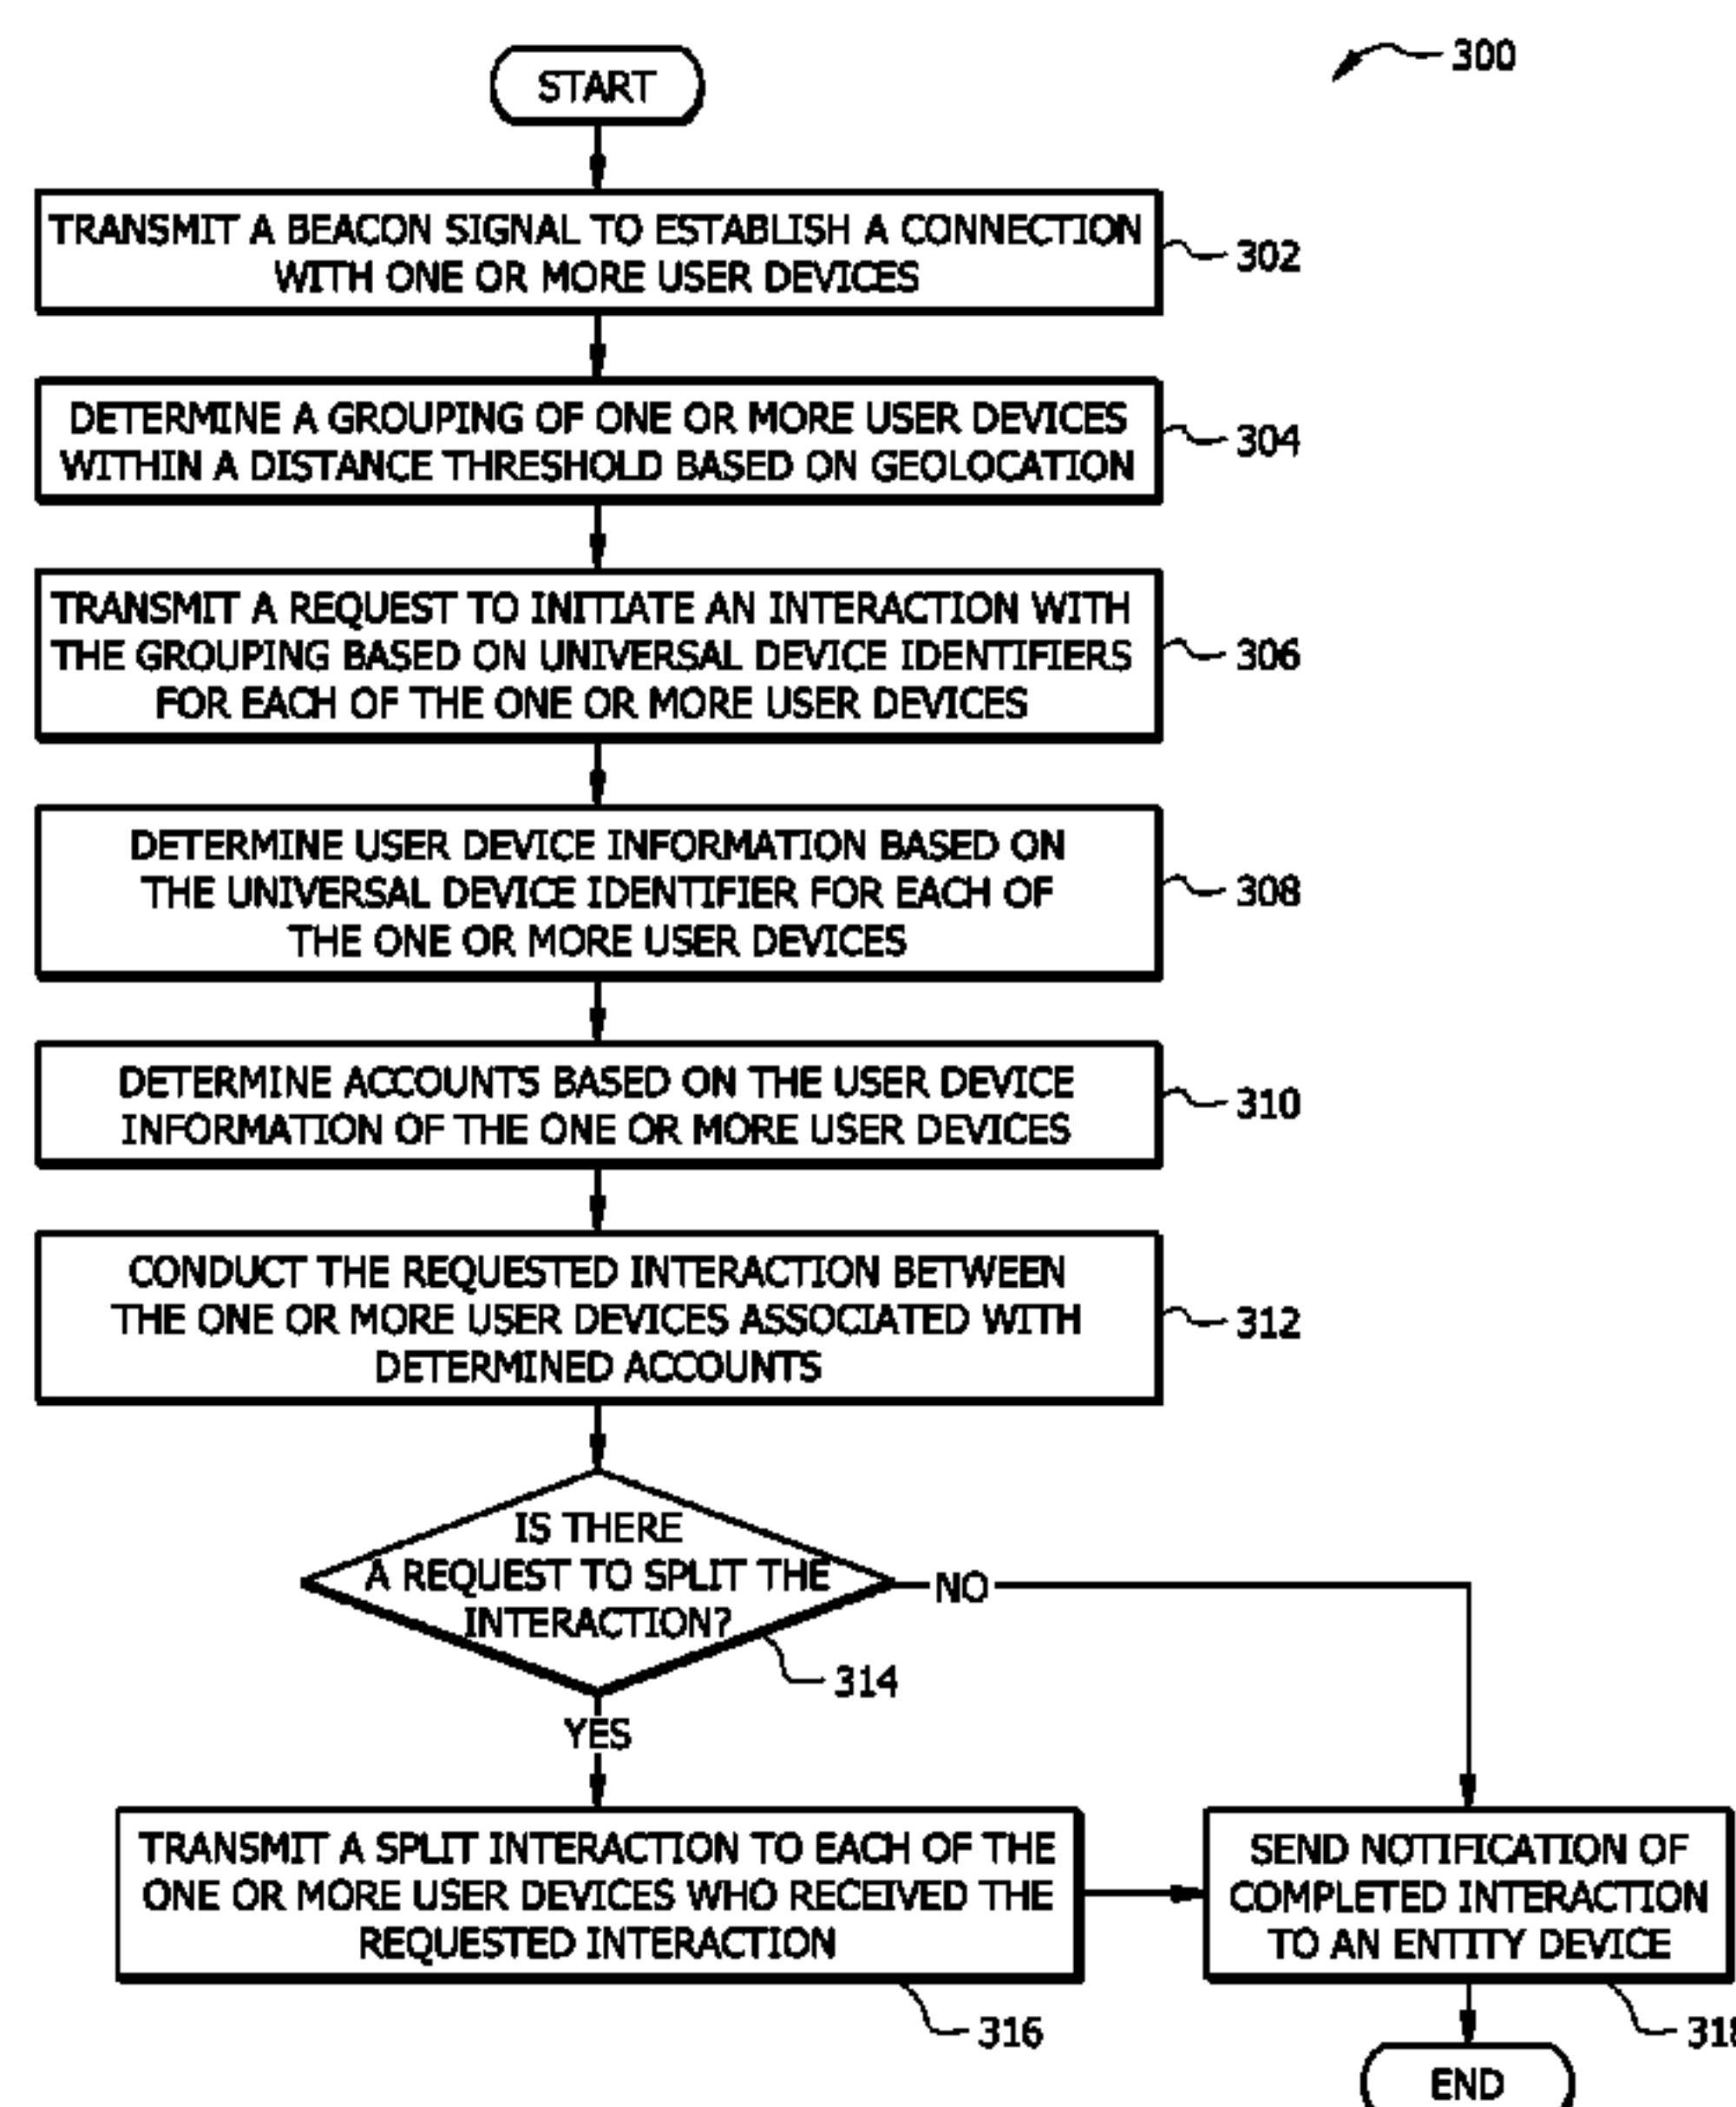 300
START
TRANSMIT A BEACON SIGNAL TO ESTABLISH A CONNECTION
WITH ONE OR MORE USER DEVICES
302
DETERMINE A GROUPING OF ONE OR MORE USER DEVICES
WITHIN A DISTANCE THRESHOLD BASED ON GEOLOCATION
304
TRANSMIT A REQUEST TO INITIATE AN INTERACTION WITH
THE GROUPING BASED ON UNIVERSAL DEVICE IDENTIFIERS
FOR EACH OF THE ONE OR MORE USER DEVICES
306
DETERMINE USER DEVICE INFORMATION BASED ON
THE UNIVERSAL DEVICE IDENTIFIER FOR EACH OF
THE ONE OR MORE USER DEVICES
308
DETERMINE ACCOUNTS BASED ON THE USER DEVICE
INFORMATION OF THE ONE OR MORE USER DEVICES
310
CONDUCT THE REQUESTED INTERACTION BETWEEN
THE ONE OR MORE USER DEVICES ASSOCIATED WITH
DETERMINED ACCOUNTS
312
IS THERE
A REQUEST TO SPLIT THE
INTERACTION?
NO
314
YES
TRANSMIT A SPLIT INTERACTION TO EACH OF THE
ONE OR MORE USER DEVICES WHO RECEIVED THE
REQUESTED INTERACTION
316
SEND NOTIFICATION OF
COMPLETED INTERACTION
TO AN ENTITY DEVICE
318
END